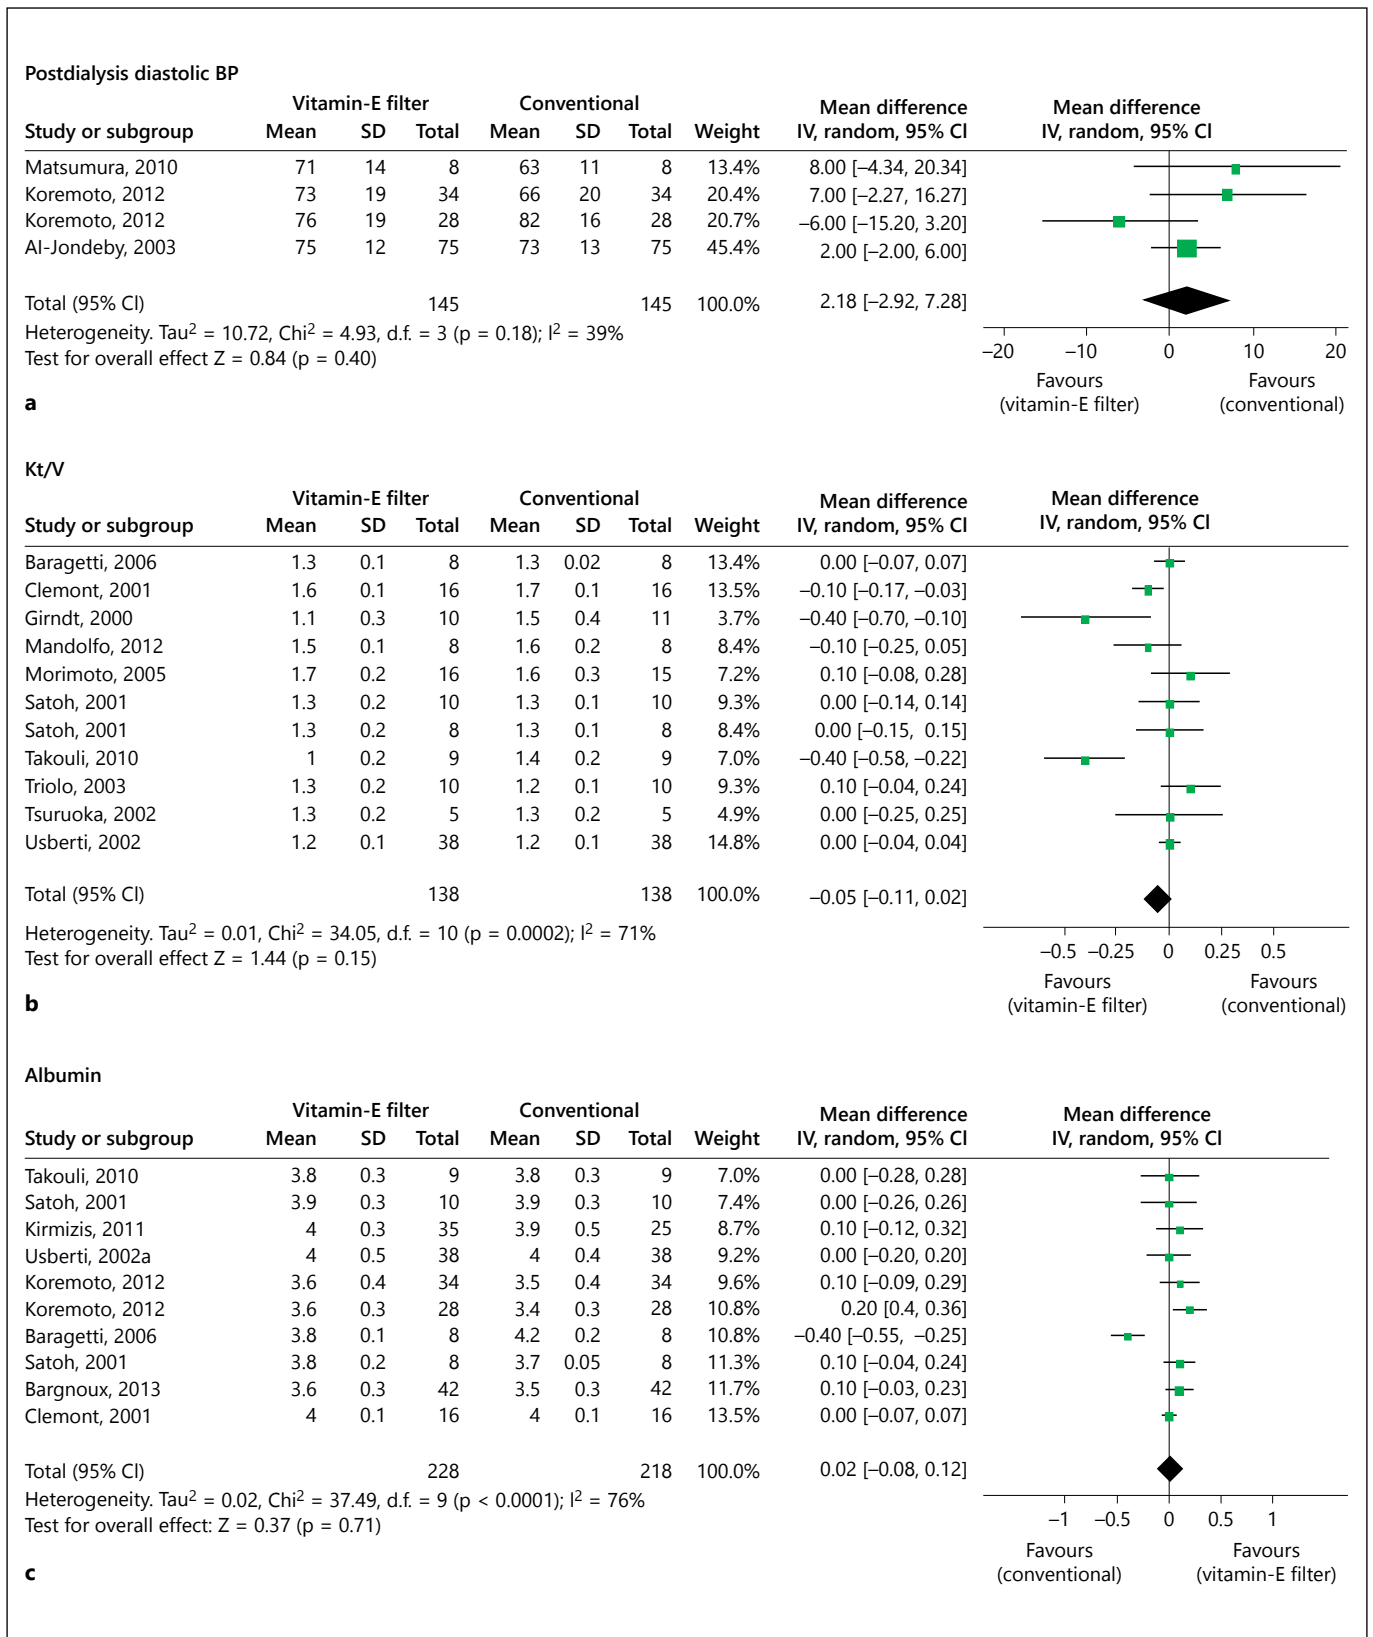 Postdialysis diastolic BP
Vitamin-E filter Conventional Mean difference Mean difference
Study or subgroup Mean SD Total Mean SD Total Weight IV, random, 95% CI IV, random, 95% CI
Matsumura, 2010 71 14 8 63 11 8 13.4% 8.00 [–4.34, 20.34]
Koremoto, 2012 73 19 34 66 20 34 20.4% 7.00 [–2.27, 16.27]
Koremoto, 2012 76 19 28 82 16 28 20.7% –6.00 [–15.20, 3.20]
Al-Jondeby, 2003 75 12 75 73 13 75 45.4% 2.00 [–2.00, 6.00]
Total (95% CI) 145 145 100.0% 2.18 [–2.92, 7.28]
Heterogeneity. Tau² = 10.72, Chi² = 4.93, d.f. = 3 (p = 0.18); I² = 39%
Test for overall effect Z = 0.84 (p = 0.40)
–20 –10 0 10 20
Favours Favours
(vitamin-E filter) (conventional)
a
Kt/V
Vitamin-E filter Conventional Mean difference Mean difference
Study or subgroup Mean SD Total Mean SD Total Weight IV, random, 95% CI IV, random, 95% CI
Baragetti, 2006 1.3 0.1 8 1.3 0.02 8 13.4% 0.00 [–0.07, 0.07]
Clemont, 2001 1.6 0.1 16 1.7 0.1 16 13.5% –0.10 [–0.17, –0.03]
Girndt, 2000 1.1 0.3 10 1.5 0.4 11 3.7% –0.40 [–0.70, –0.10]
Mandolfo, 2012 1.5 0.1 8 1.6 0.2 8 8.4% –0.10 [–0.25, 0.05]
Morimoto, 2005 1.7 0.2 16 1.6 0.3 15 7.2% 0.10 [–0.08, 0.28]
Satoh, 2001 1.3 0.2 10 1.3 0.1 10 9.3% 0.00 [–0.14, 0.14]
Satoh, 2001 1.3 0.2 8 1.3 0.1 8 8.4% 0.00 [–0.15, 0.15]
Takouli, 2010 1 0.2 9 1.4 0.2 9 7.0% –0.40 [–0.58, –0.22]
Triolo, 2003 1.3 0.2 10 1.2 0.1 10 9.3% 0.10 [–0.04, 0.24]
Tsuruoka, 2002 1.3 0.2 5 1.3 0.2 5 4.9% 0.00 [–0.25, 0.25]
Usberti, 2002 1.2 0.1 38 1.2 0.1 38 14.8% 0.00 [–0.04, 0.04]
Total (95% CI) 138 138 100.0% –0.05 [–0.11, 0.02]
Heterogeneity. Tau² = 0.01, Chi² = 34.05, d.f. = 10 (p = 0.0002); I² = 71%
Test for overall effect Z = 1.44 (p = 0.15)
–0.5 –0.25 0 0.25 0.5
Favours Favours
(vitamin-E filter) (conventional)
b
Albumin
Vitamin-E filter Conventional Mean difference Mean difference
Study or subgroup Mean SD Total Mean SD Total Weight IV, random, 95% CI IV, random, 95% CI
Takouli, 2010 3.8 0.3 9 3.8 0.3 9 7.0% 0.00 [–0.28, 0.28]
Satoh, 2001 3.9 0.3 10 3.9 0.3 10 7.4% 0.00 [–0.26, 0.26]
Kirmizis, 2011 4 0.3 35 3.9 0.5 25 8.7% 0.10 [–0.12, 0.32]
Usberti, 2002a 4 0.5 38 4 0.4 38 9.2% 0.00 [–0.20, 0.20]
Koremoto, 2012 3.6 0.4 34 3.5 0.4 34 9.6% 0.10 [–0.09, 0.29]
Koremoto, 2012 3.6 0.3 28 3.4 0.3 28 10.8% 0.20 [0.4, 0.36]
Baragetti, 2006 3.8 0.1 8 4.2 0.2 8 10.8% –0.40 [–0.55, –0.25]
Satoh, 2001 3.8 0.2 8 3.7 0.05 8 11.3% 0.10 [–0.04, 0.24]
Bargnoux, 2013 3.6 0.3 42 3.5 0.3 42 11.7% 0.10 [–0.03, 0.23]
Clemont, 2001 4 0.1 16 4 0.1 16 13.5% 0.00 [–0.07, 0.07]
Total (95% CI) 228 218 100.0% 0.02 [–0.08, 0.12]
Heterogeneity. Tau² = 0.02, Chi² = 37.49, d.f. = 9 (p < 0.0001); I² = 76%
Test for overall effect: Z = 0.37 (p = 0.71)
–1 –0.5 0 0.5 1
Favours Favours
(conventional) (vitamin-E filter)
c